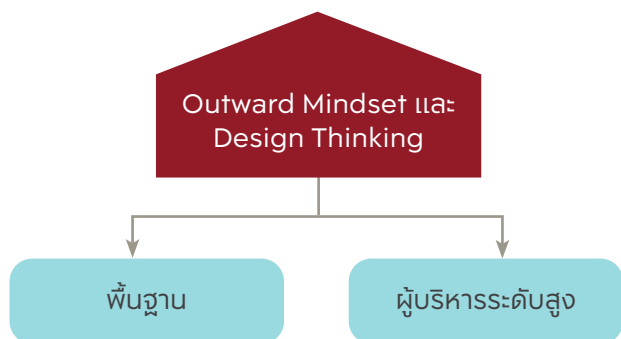 Outward Mindset และ
Design Thinking
พื้นฐาน
ผู้บริหารระดับสูง